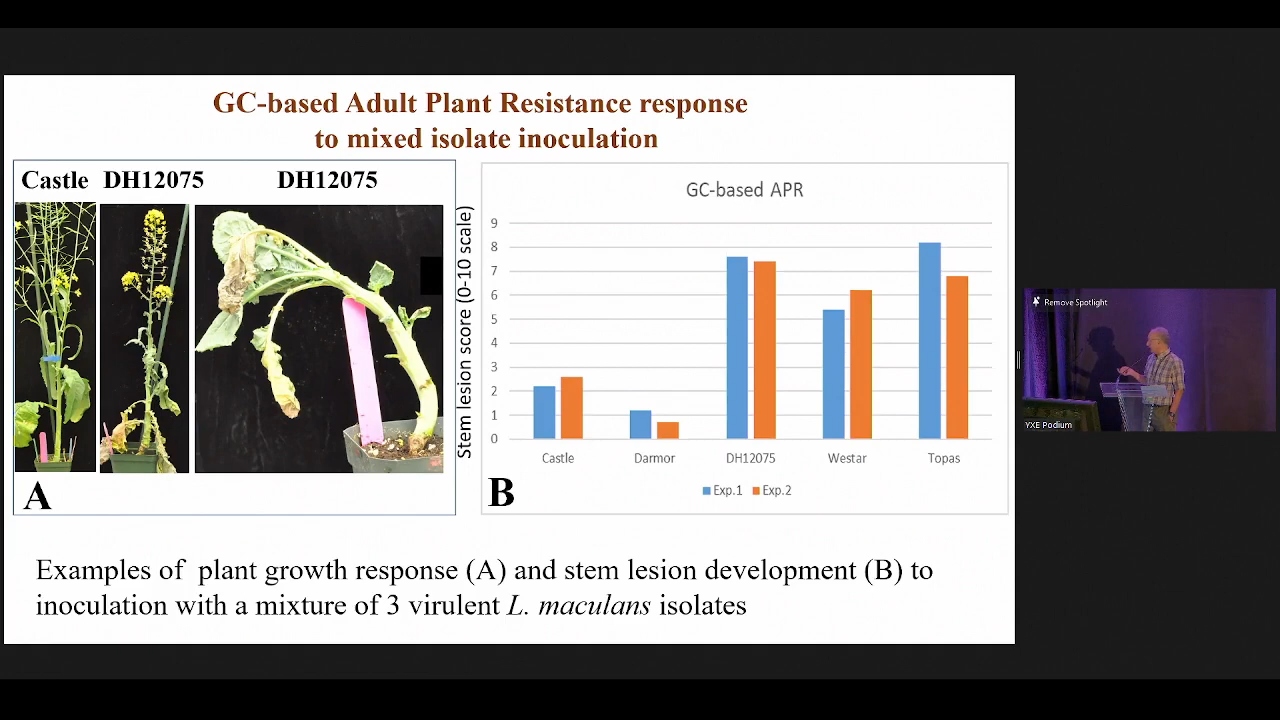 GC-based Adult Plant Resistance response
to mixed isolate inoculation
Castle DH12075 DH12075
A
GC-based APR
Stem lesion score (0-10 scale)
9
8
7
6
5
4
3
2
1
0
Castle Darmor DH12075 Westar Topas
Exp.1 Exp.2
B
Examples of plant growth response (A) and stem lesion development (B) to
inoculation with a mixture of 3 virulent L. maculans isolates
Remove Spotlight
YXE Podium